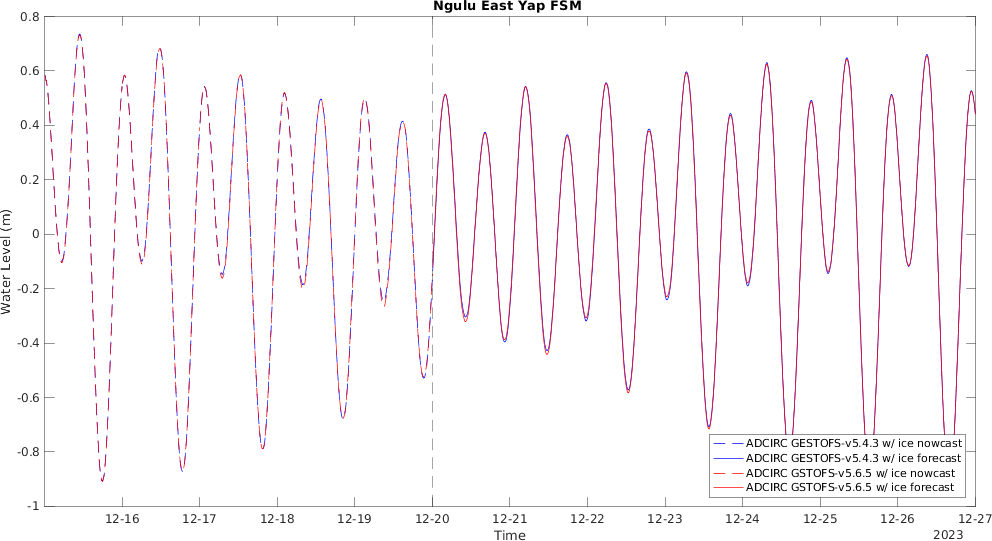 Ngulu East Yap FSM
0.8
0.6
0.4
0.2
0
-0.2
-0.4
-0.6
-0.8
-1
Water Level (m)
ADCIRC GESTOFS-v5.4.3 w/ ice nowcast
ADCIRC GESTOFS-v5.4.3 w/ ice forecast
ADCIRC GSTOFS-v5.6.5 w/ ice nowcast
ADCIRC GSTOFS-v5.6.5 w/ ice forecast
12-16 12-17 12-18 12-19 12-20 12-21 12-22 12-23 12-24 12-25 12-26 12-27
Time
2023